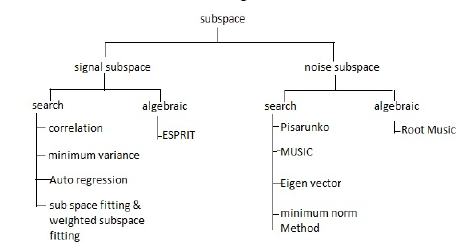 subspace
signal subspace
noise subspace
search
algebraic
search
algebraic
correlation
ESPRIT
Pisarunko
Root Music
minimum variance
MUSIC
Auto regression
Eigen vector
sub space fitting &
weighted subspace
fitting
minimum norm
Method